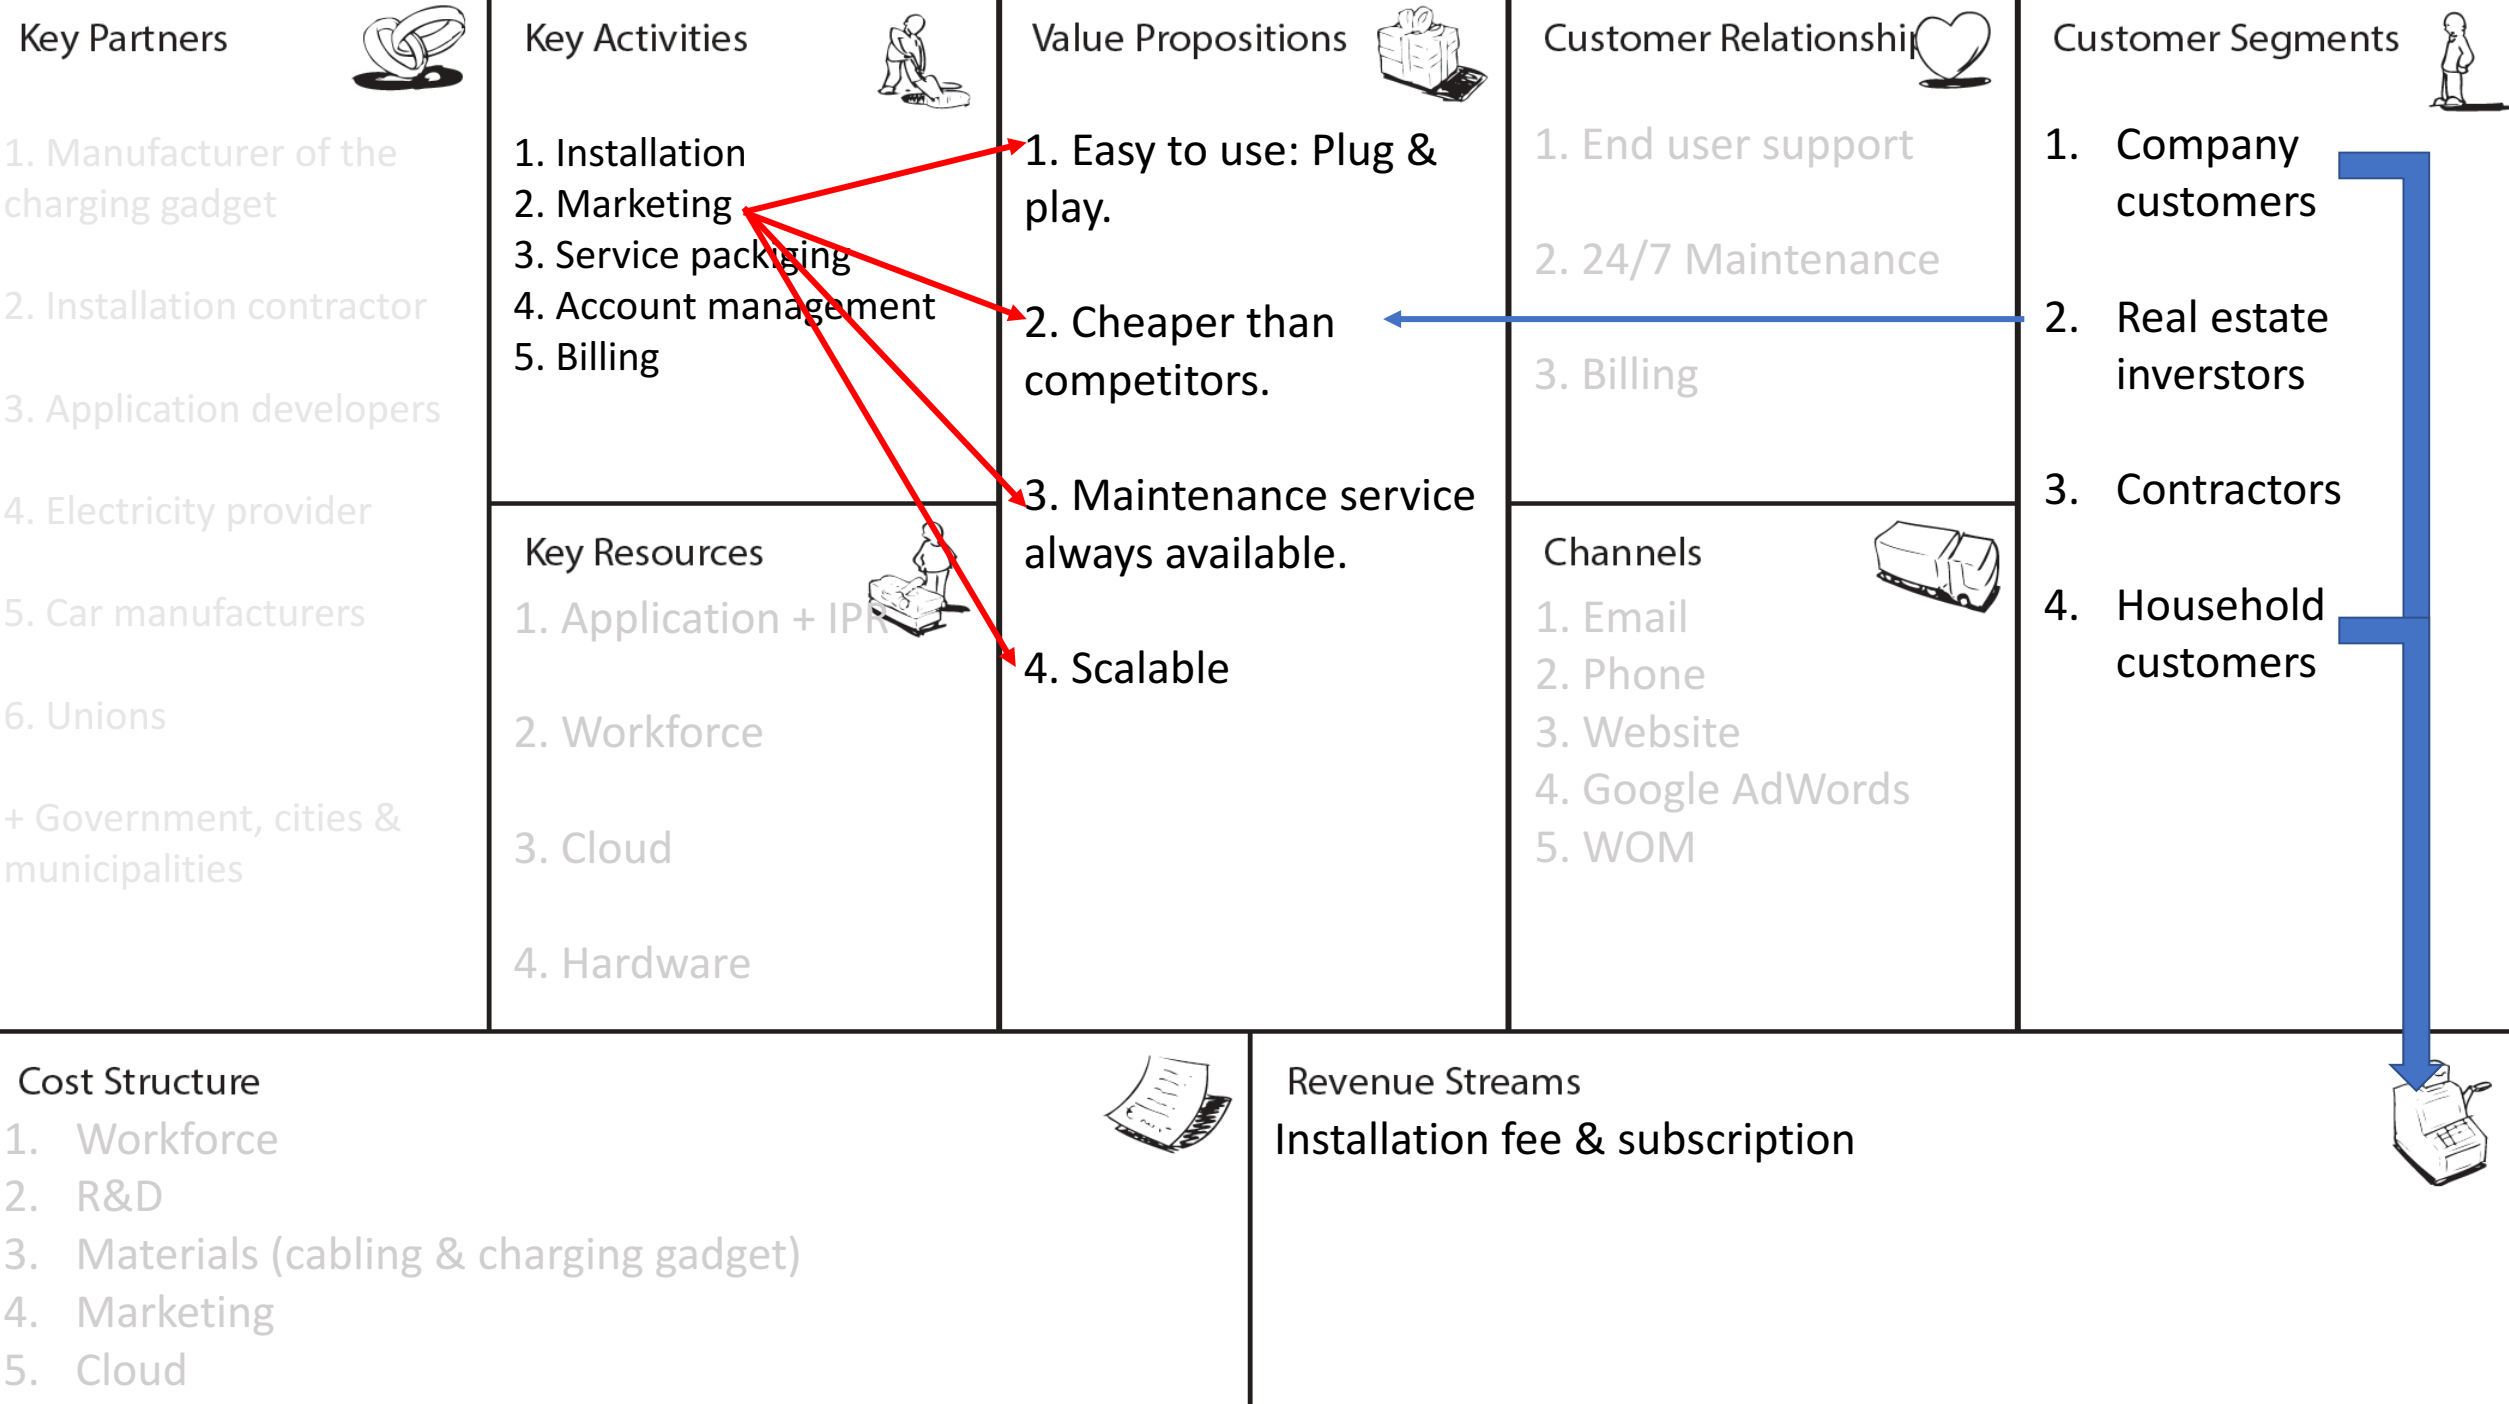 Key Partners
1. Manufacturer of the
charging gadget
2. Installation contractor
3. Application developers
4. Electricity provider
5. Car manufacturers
6. Unions
+ Government, cities &
municipalities
Key Activities
1. Installation
2. Marketing
3. Service packiging
4. Account management
5. Billing
Key Resources
1. Application + IPR
2. Workforce
3. Cloud
4. Hardware
Value Propositions
1. Easy to use: Plug &
play.
2. Cheaper than
competitors.
3. Maintenance service
always available.
4. Scalable
Customer Relationship
1. End user support
2. 24/7 Maintenance
3. Billing
Channels
1. Email
2. Phone
3. Website
4. Google AdWords
5. WOM
Customer Segments
1. Company
customers
2. Real estate
inverstors
3. Contractors
4. Household
customers
Cost Structure
1. Workforce
2. R&D
3. Materials (cabling & charging gadget)
4. Marketing
5. Cloud
Revenue Streams
Installation fee & subscription